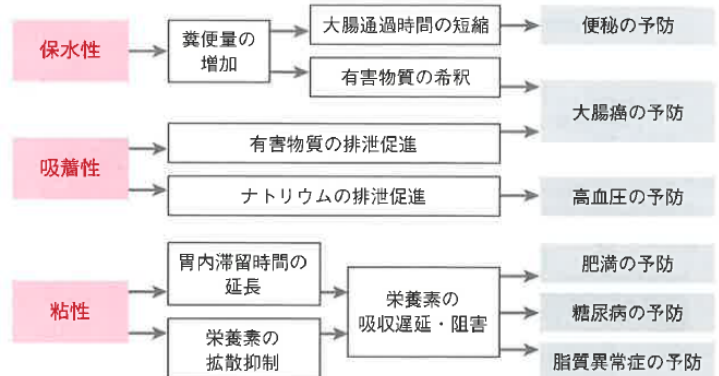 保水性
糞便量の
増加
大腸通過時間の短縮
便秘の予防
有害物質の希釈
大腸癌の予防
吸着性
有害物質の排泄促進
ナトリウムの排泄促進
高血圧の予防
粘性
胃内滞留時間の
延長
栄養素の
拡散抑制
栄養素の
吸収遅延・阻害
肥満の予防
糖尿病の予防
脂質異常症の予防